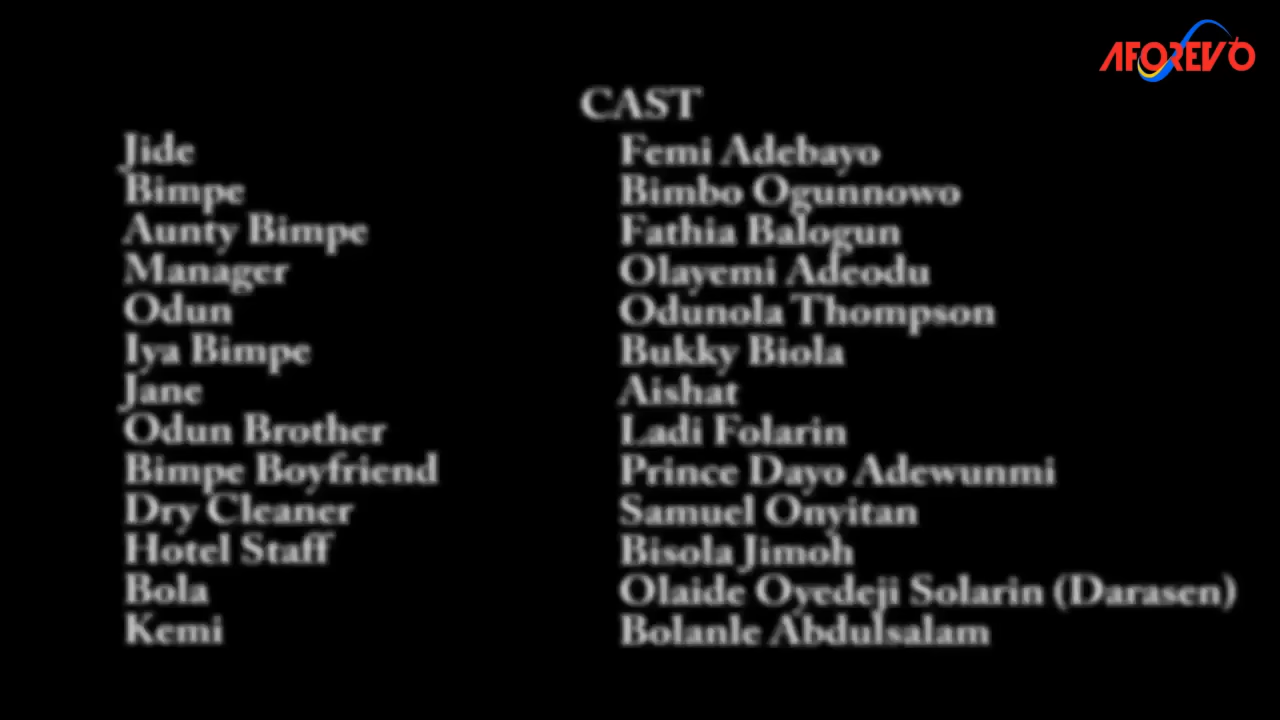 AFOREVO
CAST
Jide Femi Adebayo
Bimpe Bimbo Ogunnowo
Aunty Bimpe Fathia Balogun
Manager Olayemi Adeodu
Odun Odunola Thompson
Iya Bimpe Bukky Biola
Jane Aishat
Odun Brother Ladi Folarin
Bimpe Boyfriend Prince Dayo Adewunmi
Dry Cleaner Samuel Onyitan
Hotel Staff Bisola Jimoh
Bola Olaide Oyedeji Solarin (Darasen)
Kemi Bolanle Abdulsalam